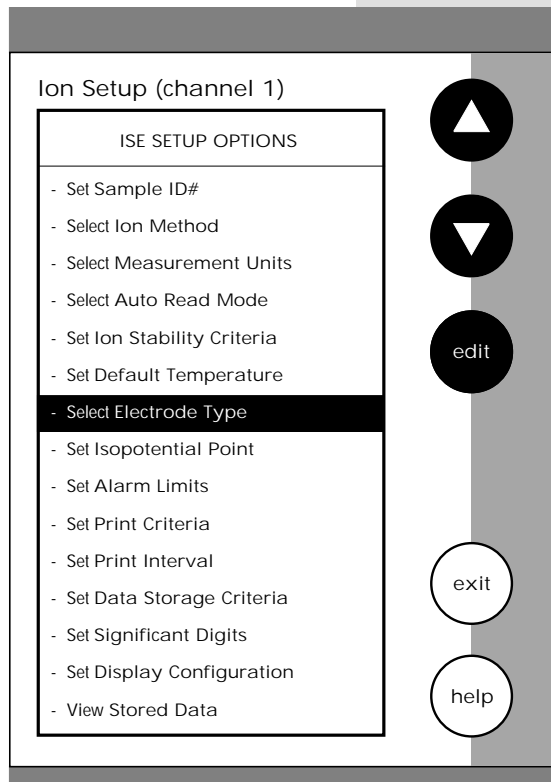 Ion Setup (channel 1)
ISE SETUP OPTIONS
- Set Sample ID#
- Select Ion Method
- Select Measurement Units
- Select Auto Read Mode
- Set Ion Stability Criteria
- Set Default Temperature
- Select Electrode Type
- Set Isopotential Point
- Set Alarm Limits
- Set Print Criteria
- Set Print Interval
- Set Data Storage Criteria
- Set Significant Digits
- Set Display Configuration
- View Stored Data
edit
exit
help